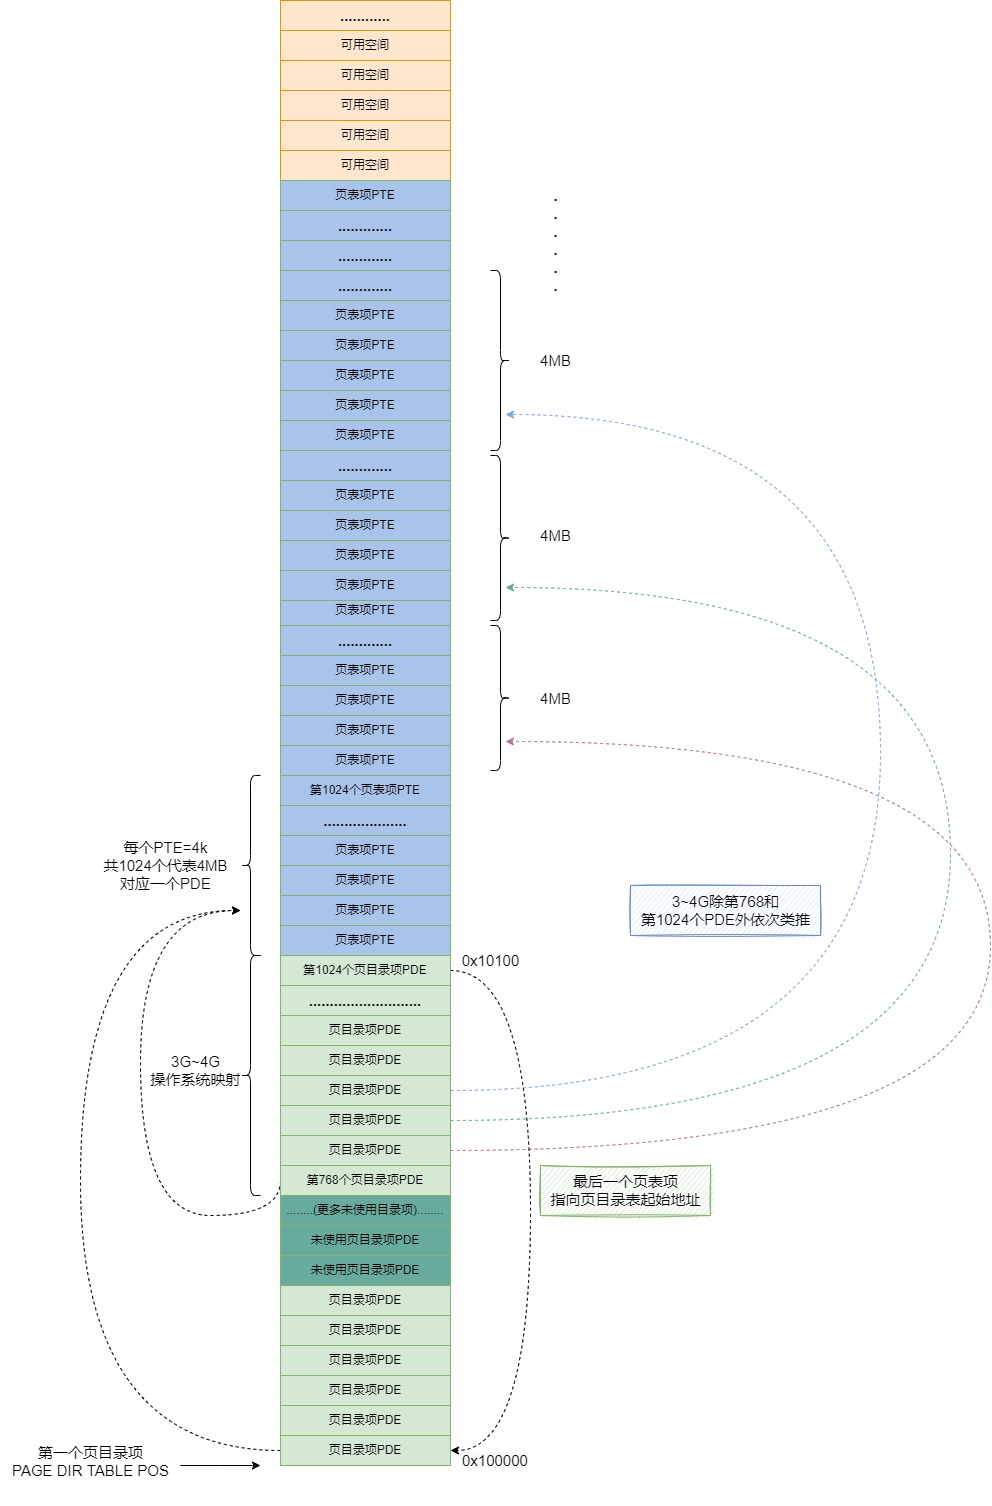 ............
可用空间
可用空间
可用空间
可用空间
可用空间
页表项PTE
.............
.............
.............
页表项PTE
页表项PTE
页表项PTE
页表项PTE
页表项PTE
.............
页表项PTE
页表项PTE
页表项PTE
页表项PTE
页表项PTE
.............
页表项PTE
页表项PTE
页表项PTE
页表项PTE
第1024个页表项PTE
....................
页表项PTE
页表项PTE
页表项PTE
页表项PTE
第1024个页目录项PDE
...........................
页目录项PDE
页目录项PDE
页目录项PDE
页目录项PDE
页目录项PDE
第768个页目录项PDE
........(更多未使用目录项)........
未使用页目录项PDE
未使用页目录项PDE
页目录项PDE
页目录项PDE
页目录项PDE
页目录项PDE
页目录项PDE
页目录项PDE
4MB
4MB
4MB
每个PTE=4k
共1024个代表4MB
对应一个PDE
3~4G除第768和
第1024个PDE外依次类推
0x10100
3G~4G
操作系统映射
最后一个页表项
指向页目录表起始地址
第一个页目录项
PAGE DIR TABLE POS
0x100000